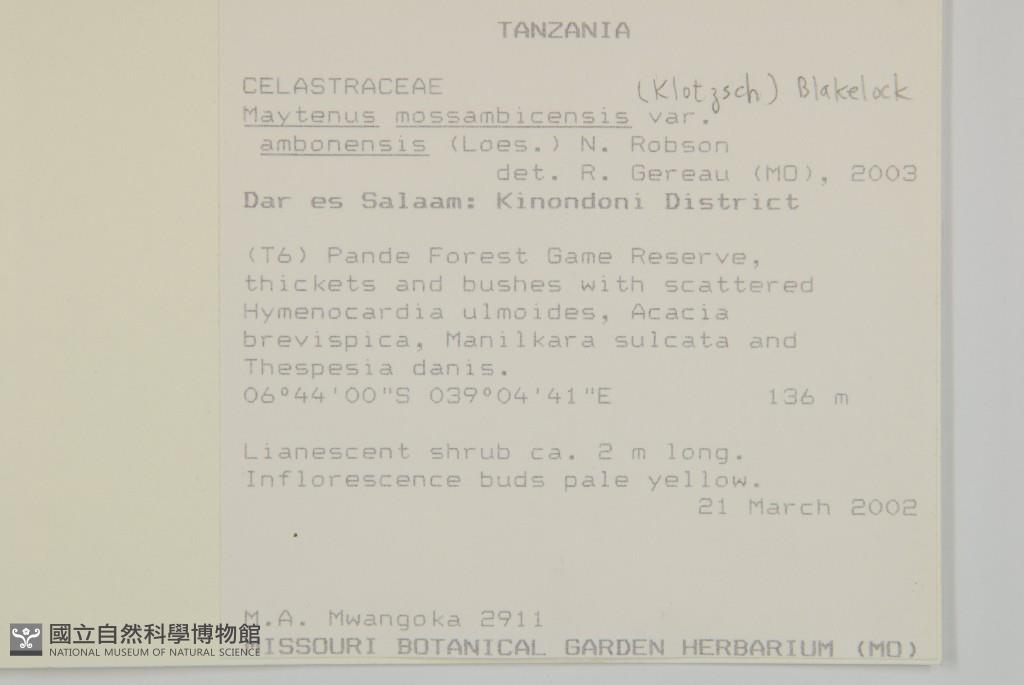 TANZANIA
CELASTRACEAE (Klotzsch) Blakelock
Maytenus mossambicensis var.
ambonensis (Loes.) N. Robson
det. R. Gereau (MO), 2003
Dar es Salaam: Kinondoni District
(T6) Pande Forest Game Reserve,
thickets and bushes with scattered
Hymenocardia ulmoides, Acacia
brevispica, Manilkara sulcata and
Thespesia danis.
06°44'00"S 039°04'41"E 136 m
Lianescent shrub ca. 2 m long.
Inflorescence buds pale yellow.
21 March 2002
M.A. Mwangoka 2911
MISSOURI BOTANICAL GARDEN HERBARIUM (MO)
國立自然科學博物館
NATIONAL MUSEUM OF NATURAL SCIENCE